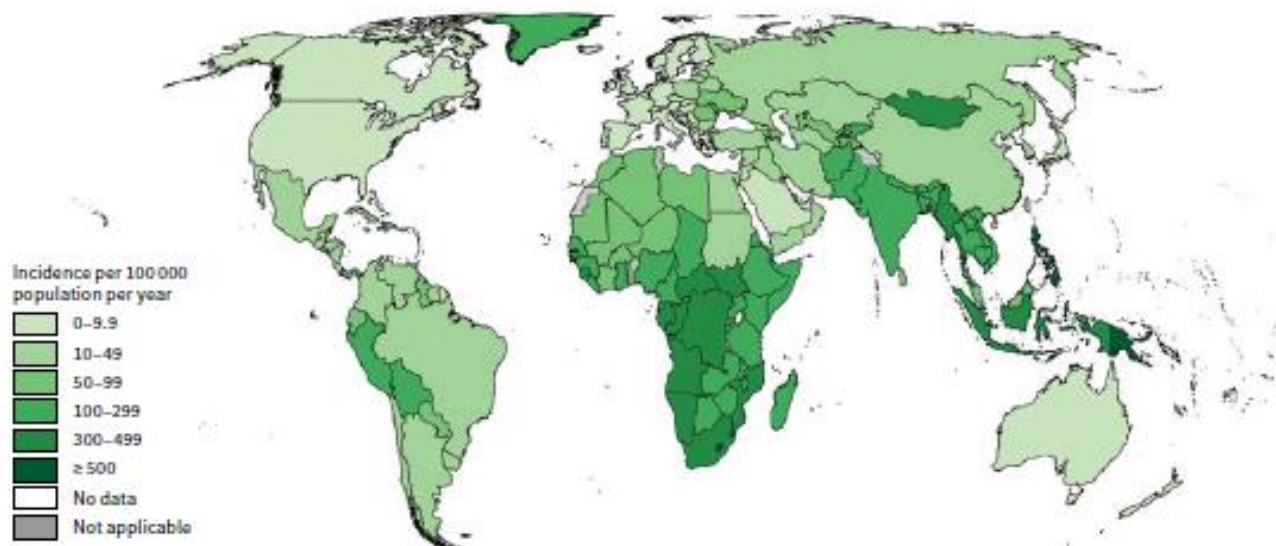 Incidence per 100 000
population per year
0–9.9
10–49
50–99
100–299
300–499
≥ 500
No data
Not applicable